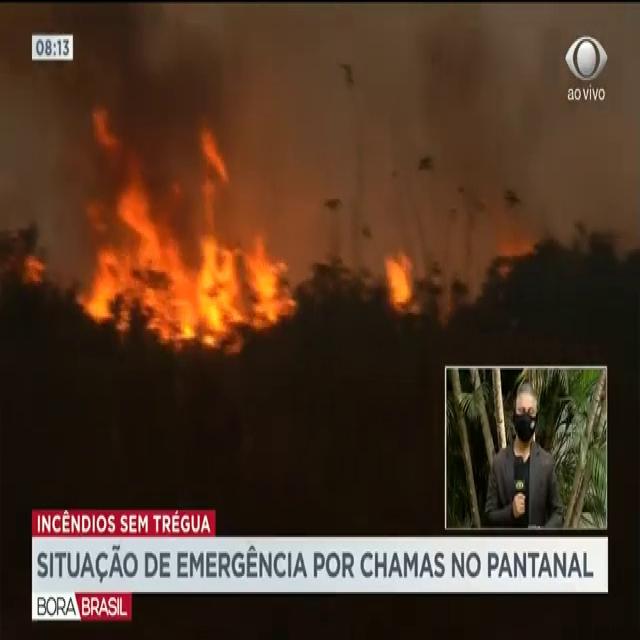 08:13
ao vivo
INCÊNDIOS SEM TRÉGUA
SITUAÇÃO DE EMERGÊNCIA POR CHAMAS NO PANTANAL
BORA BRASIL